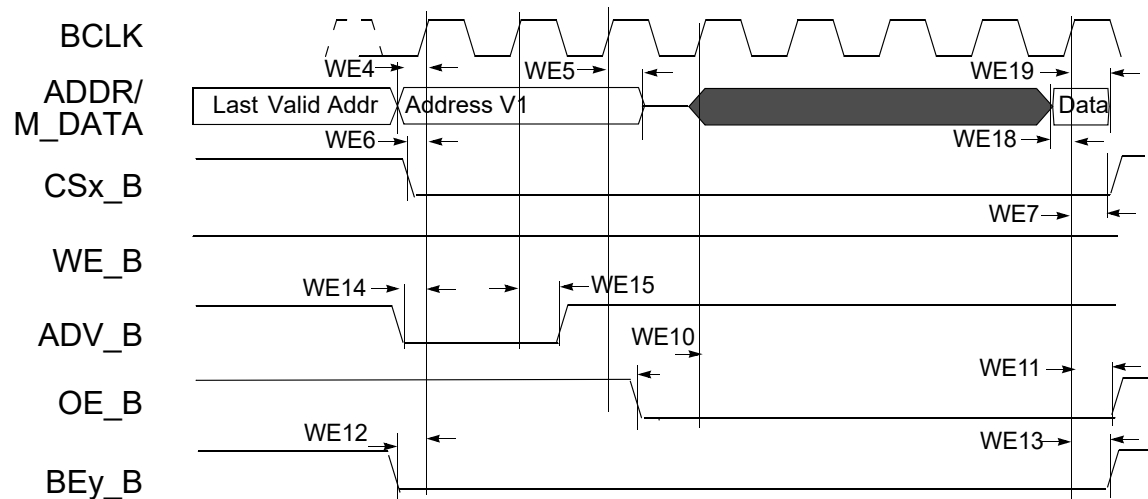 BCLK
WE4
WE5
WE19
ADDR/
M_DATA
Last Valid Addr
Address V1
Data
WE6
WE18
CSx_B
WE7
WE_B
WE14
WE15
ADV_B
WE10
WE11
OE_B
WE12
WE13
BEy_B